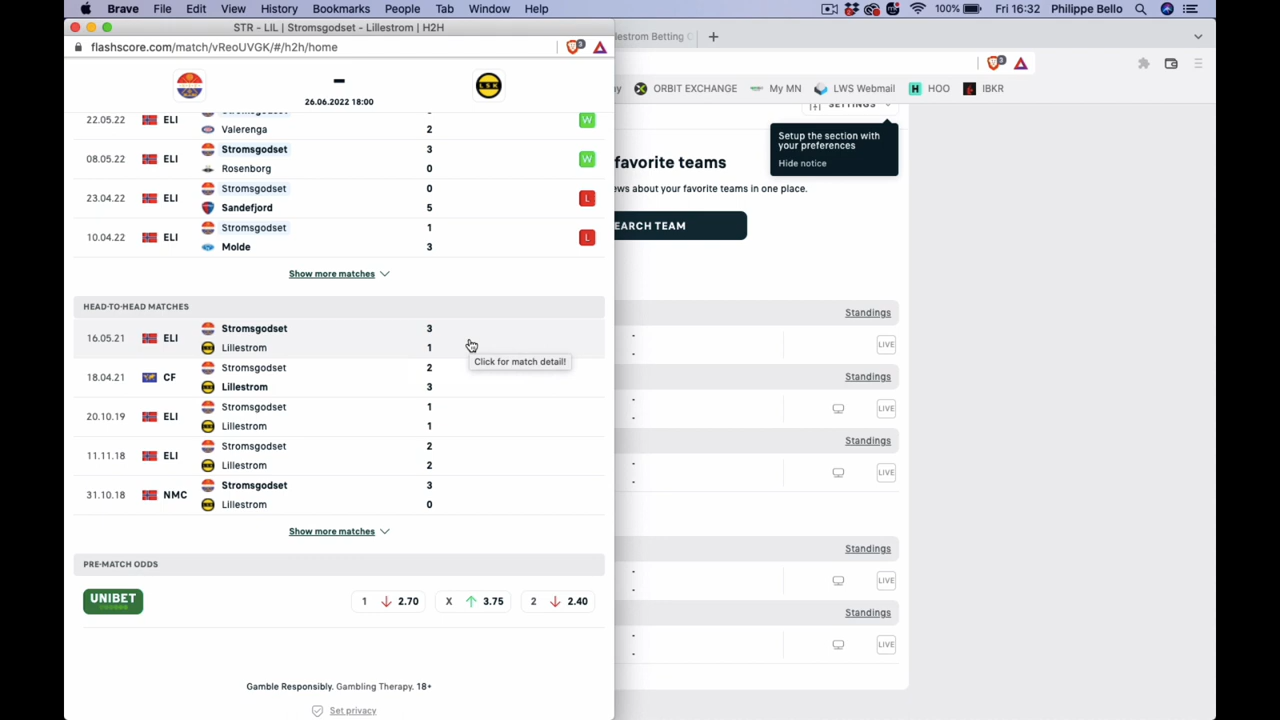 Brave File Edit View History Bookmarks People Tab Window Help 100% Fri 16:32 Philippe Bello
STR - LIL | Stromsgodset - Lillestrom | H2H
flashscore.com/match/vReoUVGK/#/h2h/home 3
LSK
26.06.2022 18:00
22.05.22 ELI Stromsgodset
Valerenga 2 W
08.05.22 ELI Stromsgodset 3
Rosenborg 0 W
23.04.22 ELI Stromsgodset 0
Sandefjord 5 L
10.04.22 ELI Stromsgodset 1
Molde 3 L
Show more matches
HEAD-TO-HEAD MATCHES
16.05.21 ELI Stromsgodset 3
Lillestrom 1
Click for match detail!
18.04.21 CF Stromsgodset 2
Lillestrom 3
20.10.19 ELI Stromsgodset 1
Lillestrom 1
11.11.18 ELI Stromsgodset 2
Lillestrom 2
31.10.18 NMC Stromsgodset 3
Lillestrom 0
Show more matches
PRE-MATCH ODDS
UNIBET 1 2.70 X 3.75 2 2.40
Gamble Responsibly. Gambling Therapy. 18+
Set privacy
lestrom Betting +
3
ORBIT EXCHANGE My MN LWS Webmail HOO IBKR
SETTINGS
Setup the section with
your preferences
Hide notice
favorite teams
ews about your favorite teams in one place.
EARCH TEAM
Standings
- LIVE
-
Standings
- LIVE
-
Standings
- LIVE
-
Standings
- LIVE
-
Standings
- LIVE
-